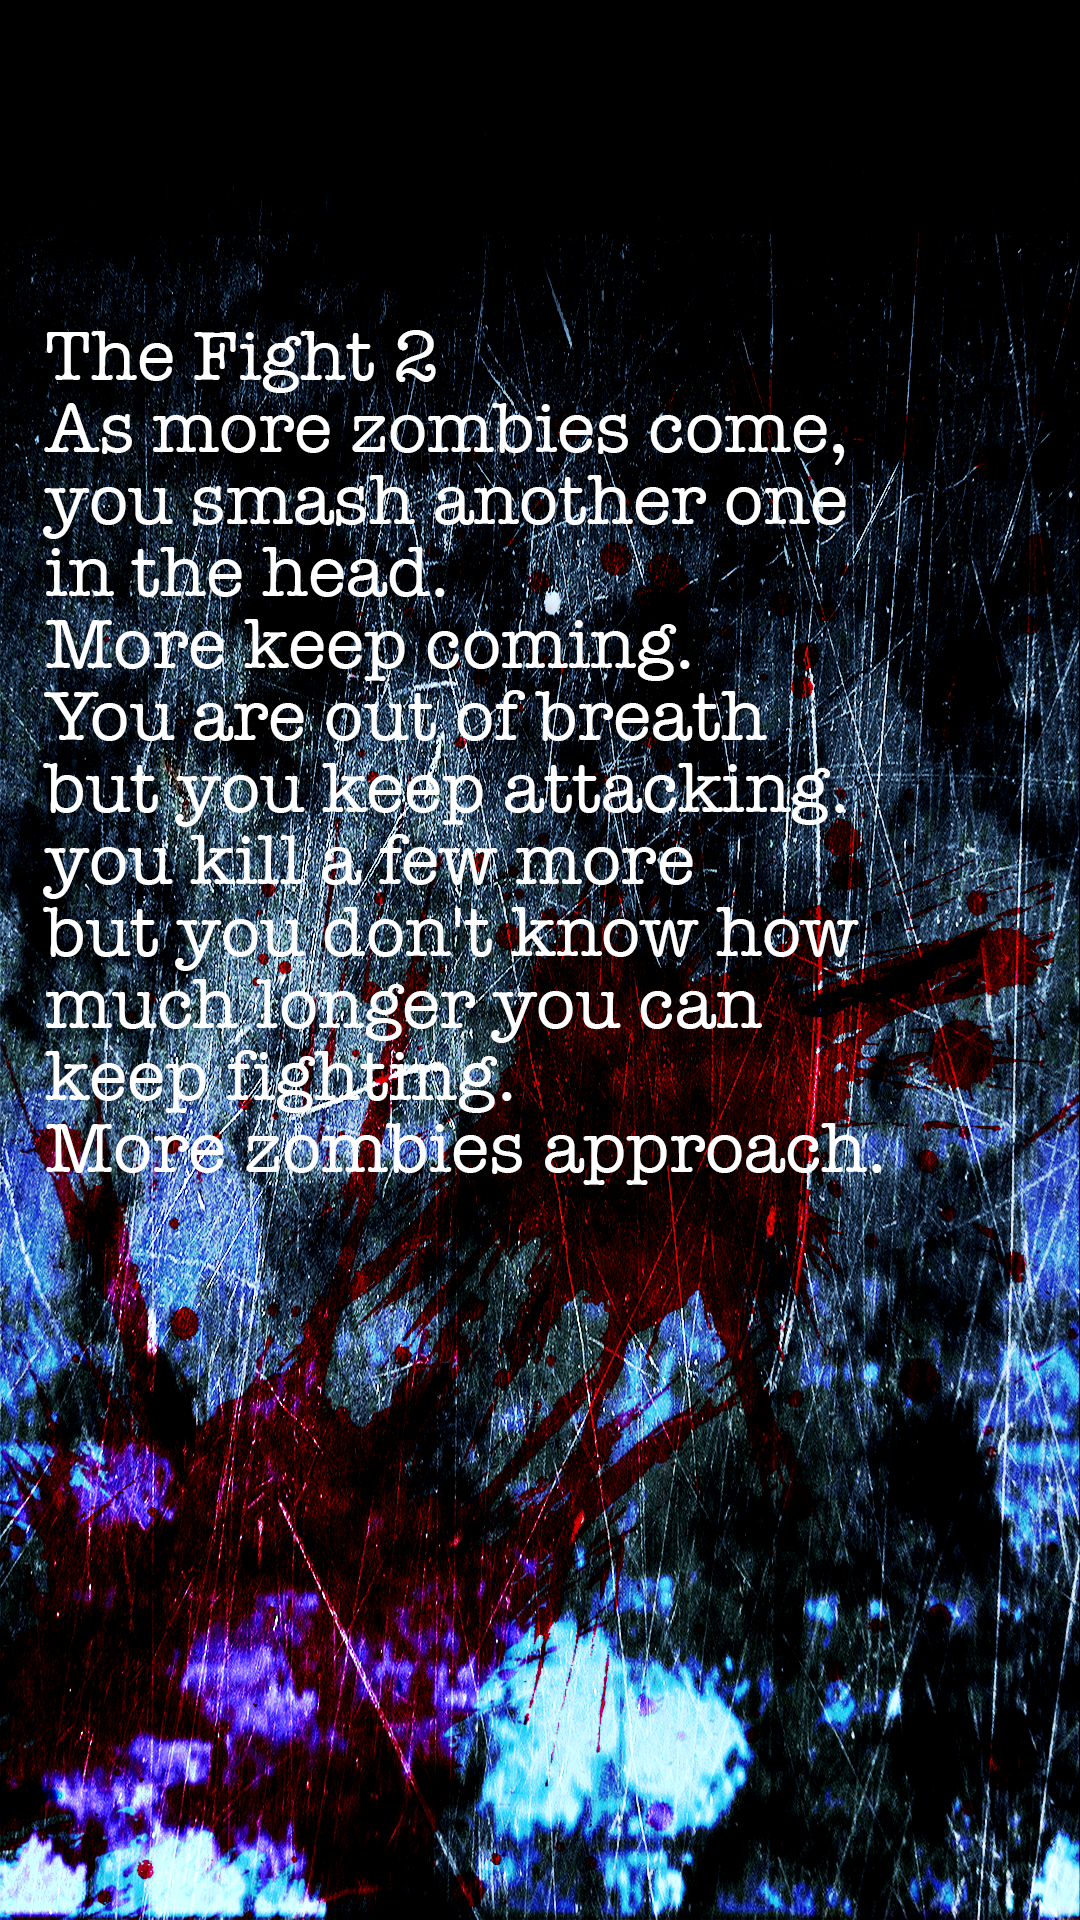 The Fight 2
As more zombies come,
you smash another one
in the head.
More keep coming.
You are out of breath
but you keep attacking.
you kill a few more
but you don't know how
much longer you can
keep fighting.
More zombies approach.